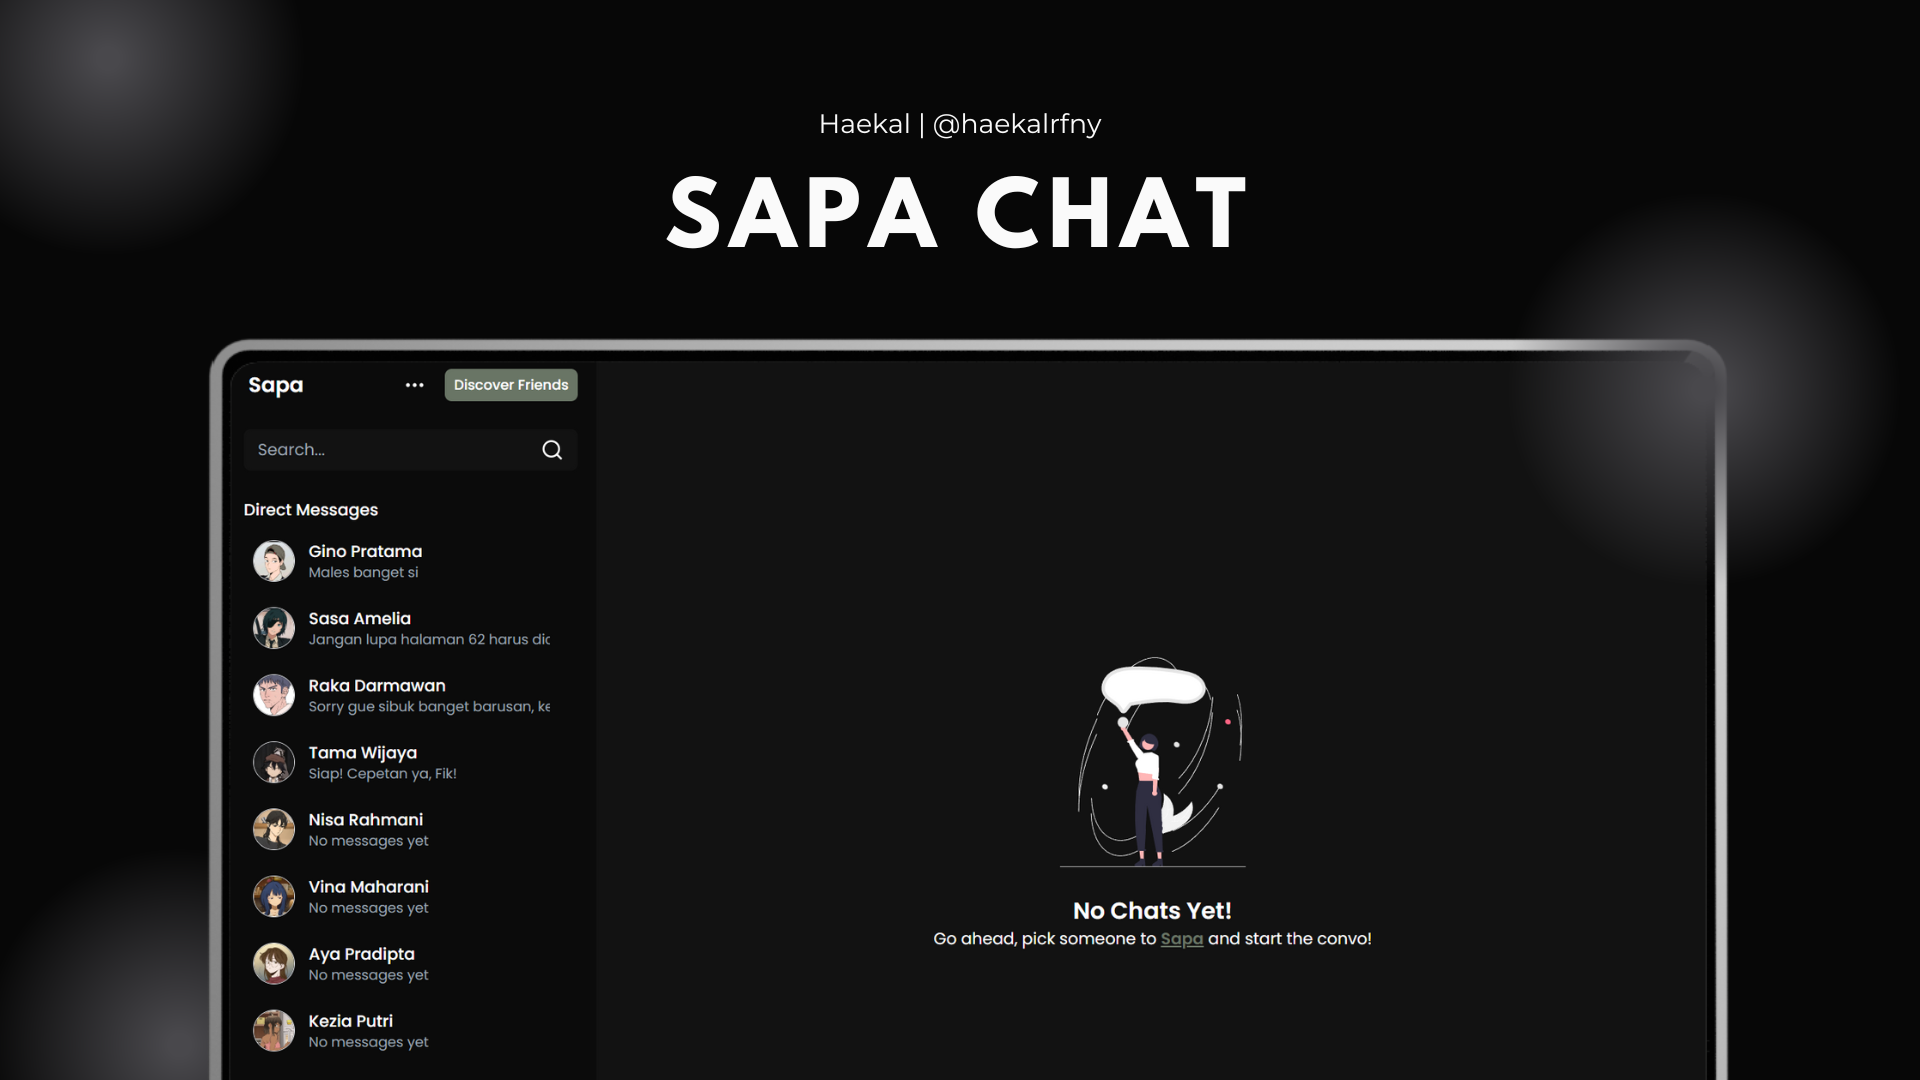 Haekal | @haekalrfny
SAPA CHAT
Sapa
Discover Friends
Search...
Direct Messages
Gino Pratama
Males banget si
Sasa Amelia
Jangan lupa halaman 62 harus dic
Raka Darmawan
Sorry gue sibuk banget barusan, ke
Tama Wijaya
Siap! Cepetan ya, Fik!
Nisa Rahmani
No messages yet
Vina Maharani
No messages yet
Aya Pradipta
No messages yet
Kezia Putri
No messages yet
No Chats Yet!
Go ahead, pick someone to Sapa and start the convo!